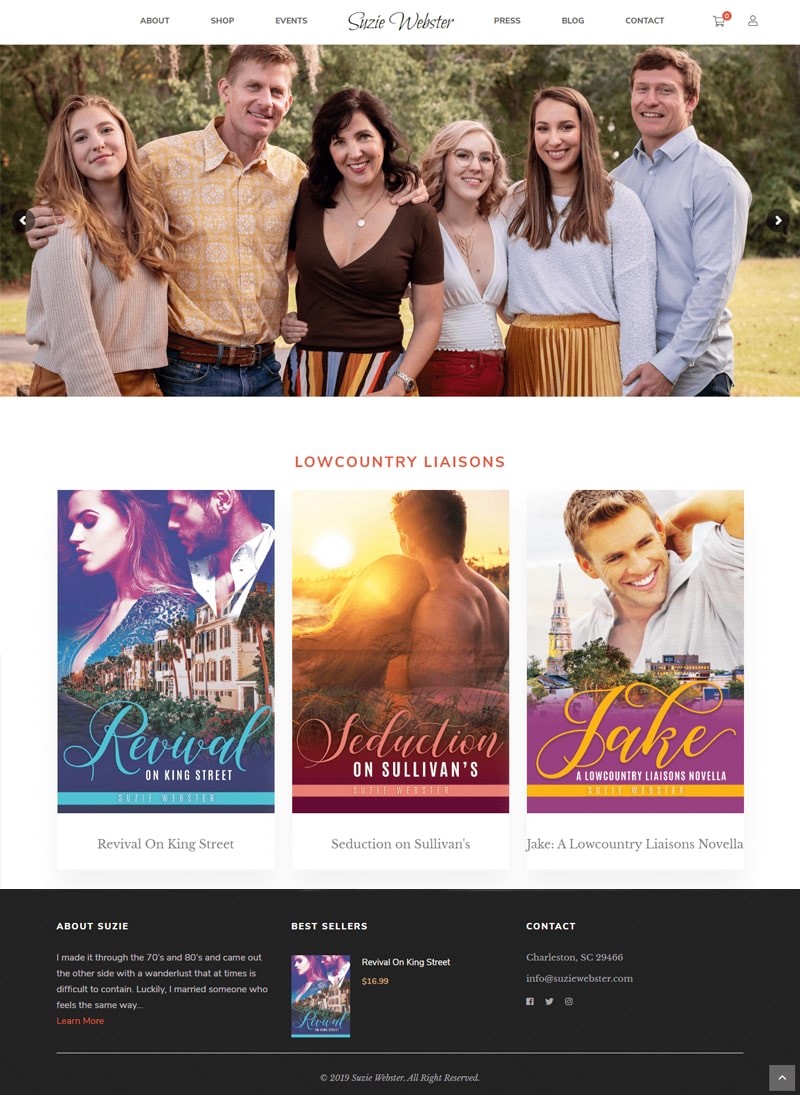 ABOUT SHOP EVENTS Suzie Webster PRESS BLOG CONTACT 0
LOWCOUNTRY LIAISONS
Revival
ON KING STREET
SUZIE WEBSTER
Seduction
ON SULLIVAN'S
SUZIE WEBSTER
Jake
A LOWCOUNTRY LIAISONS NOVELLA
SUZIE WEBSTER
Revival On King Street
Seduction on Sullivan's
Jake: A Lowcountry Liaisons Novella
ABOUT SUZIE
I made it through the 70's and 80's and came out
the other side with a wanderlust that at times is
difficult to contain. Luckily, I married someone who
feels the same way...
Learn More
BEST SELLERS
Revival
ON KING STREET
Revival On King Street
$16.99
CONTACT
Charleston, SC 29466
info@suziewebster.com
© 2019 Suzie Webster. All Right Reserved.